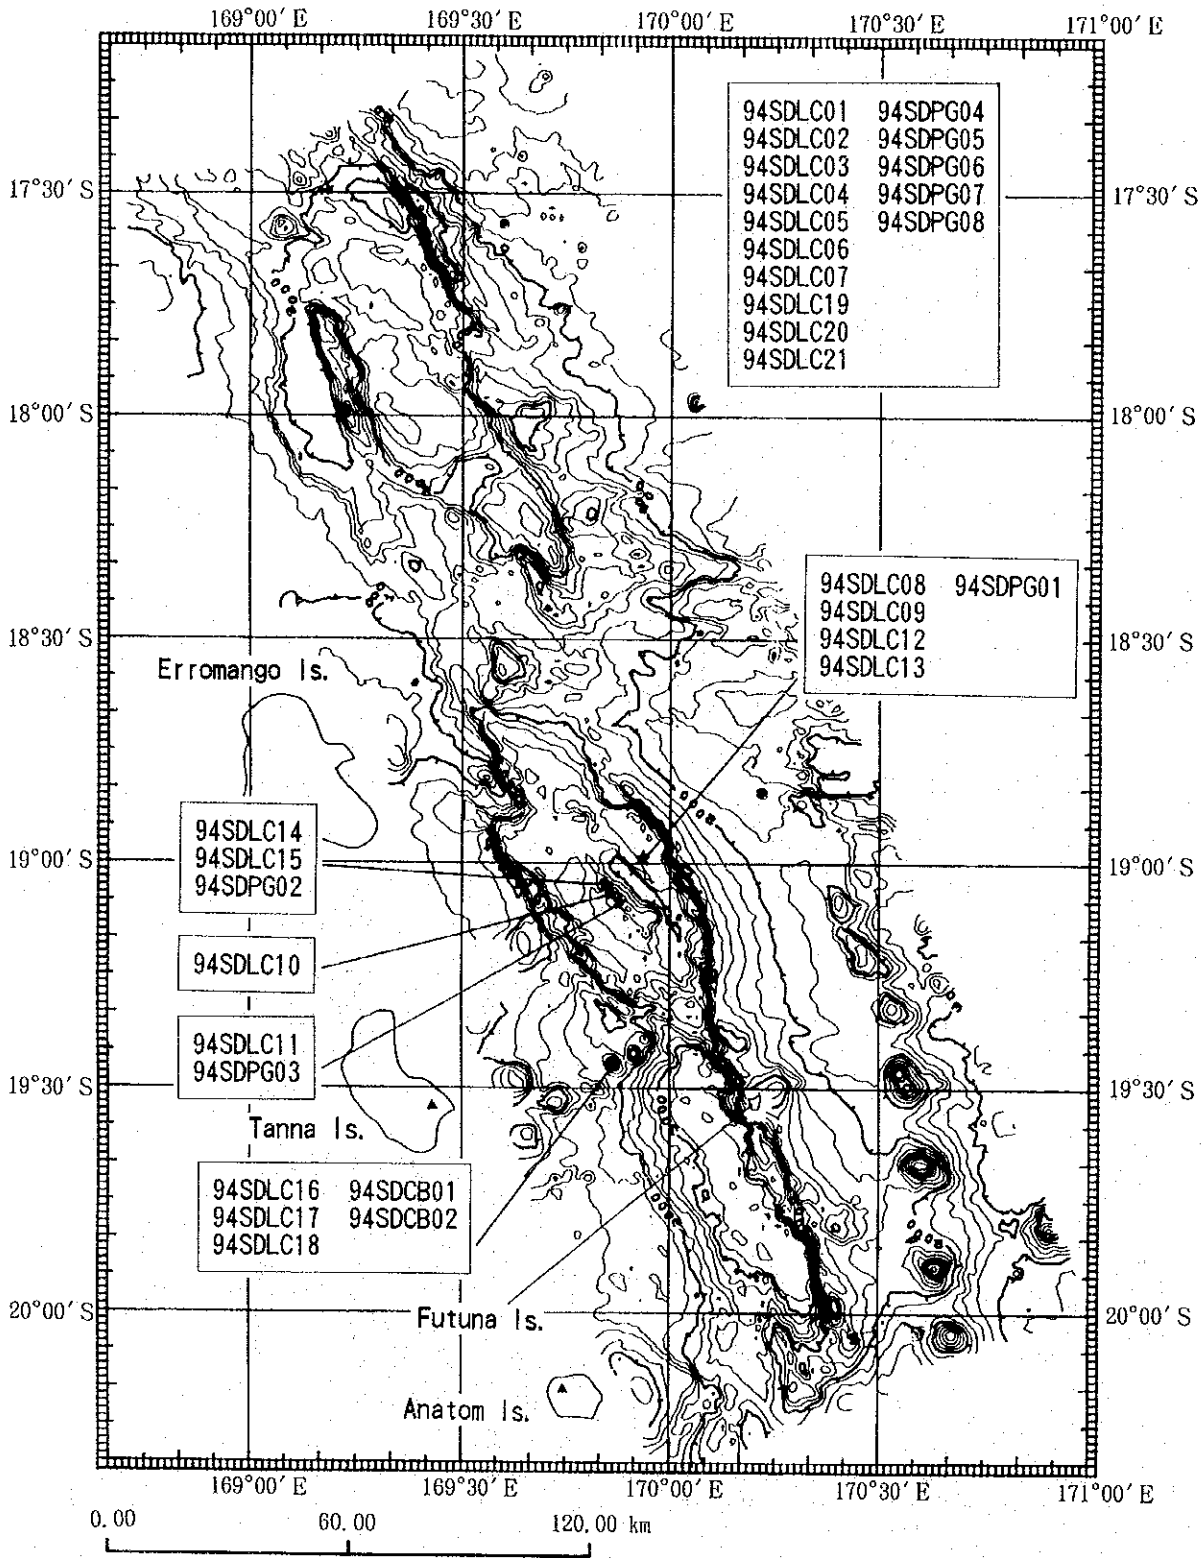 169°00′ E 169°30′ E 170°00′ E 170°30′ E 171°00′ E
94SDLC01 94SDPG04
94SDLC02 94SDPG05
94SDLC03 94SDPG06
94SDLC04 94SDPG07
94SDLC05 94SDPG08
94SDLC06
94SDLC07
94SDLC19
94SDLC20
94SDLC21
17°30′ S 17°30′ S
18°00′ S 18°00′ S
94SDLC08 94SDPG01
94SDLC09
94SDLC12
94SDLC13
18°30′ S 18°30′ S
Erromango Is.
94SDLC14
94SDLC15
94SDPG02
19°00′ S 19°00′ S
94SDLC10
94SDLC11
94SDPG03
19°30′ S 19°30′ S
Tanna Is.
94SDLC16 94SDCB01
94SDLC17 94SDCB02
94SDLC18
20°00′ S 20°00′ S
Futuna Is.
Anatom Is.
169°00′ E 169°30′ E 170°00′ E 170°30′ E 171°00′ E
0.00 60.00 120.00 km